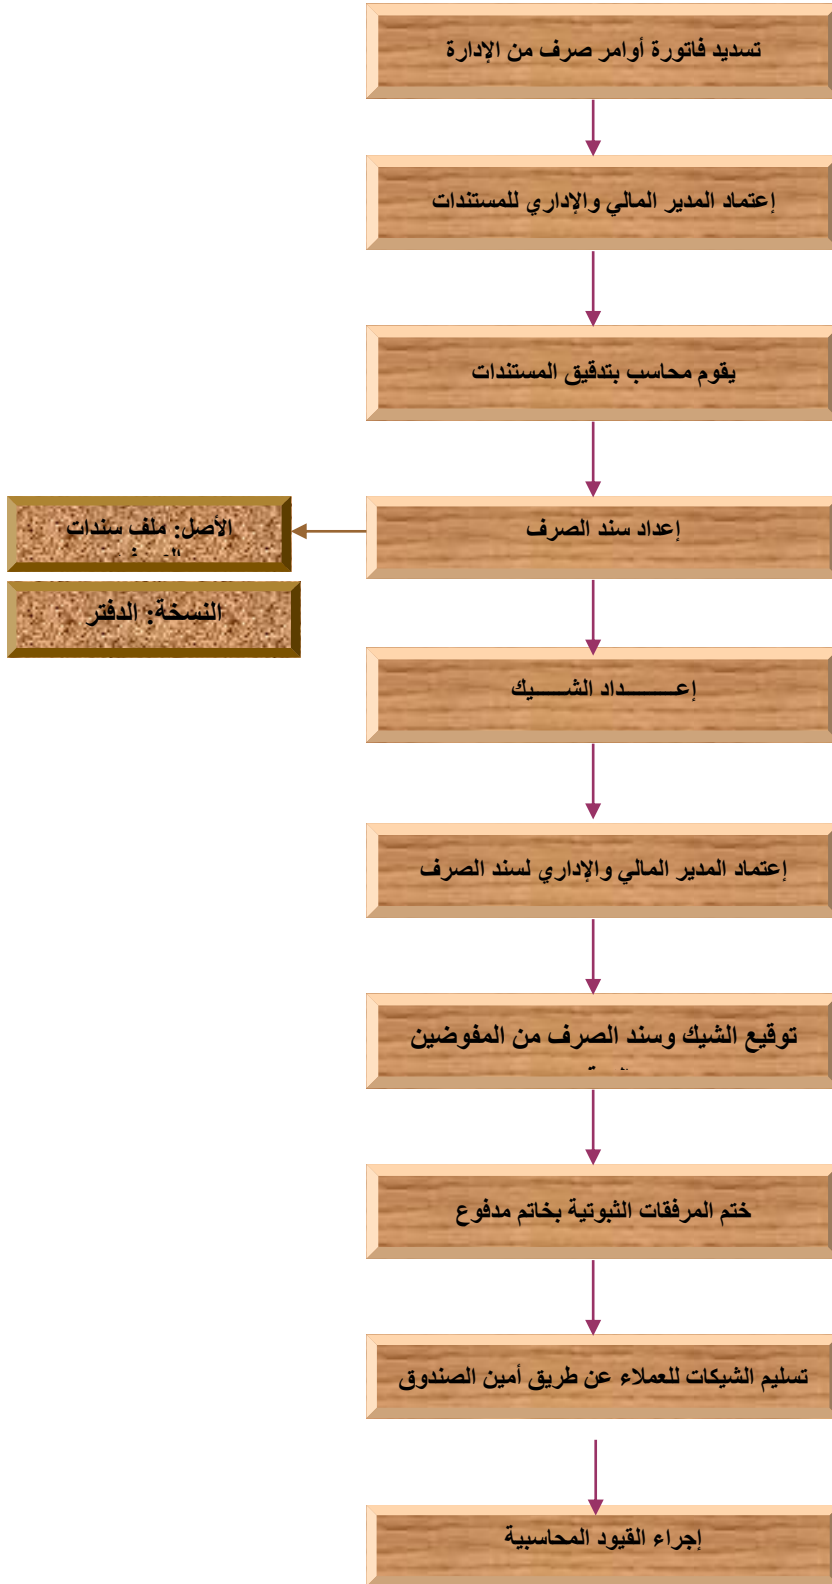 تسديد فاتورة أوامر صرف من الإدارة
إعتماد المدير المالي والإداري للمستندات
يقوم محاسب بتدقيق المستندات
إعداد سند الصرف
الأصل: ملف سندات
النسخة: الدفتر
إعـــــــــداد الشــــــيك
إعتماد المدير المالي والإداري لسند الصرف
توقيع الشيك وسند الصرف من المفوضين
ختم المرفقات الثبوتية بخاتم مدفوع
تسليم الشيكات للعملاء عن طريق أمين الصندوق
إجراء القيود المحاسبية